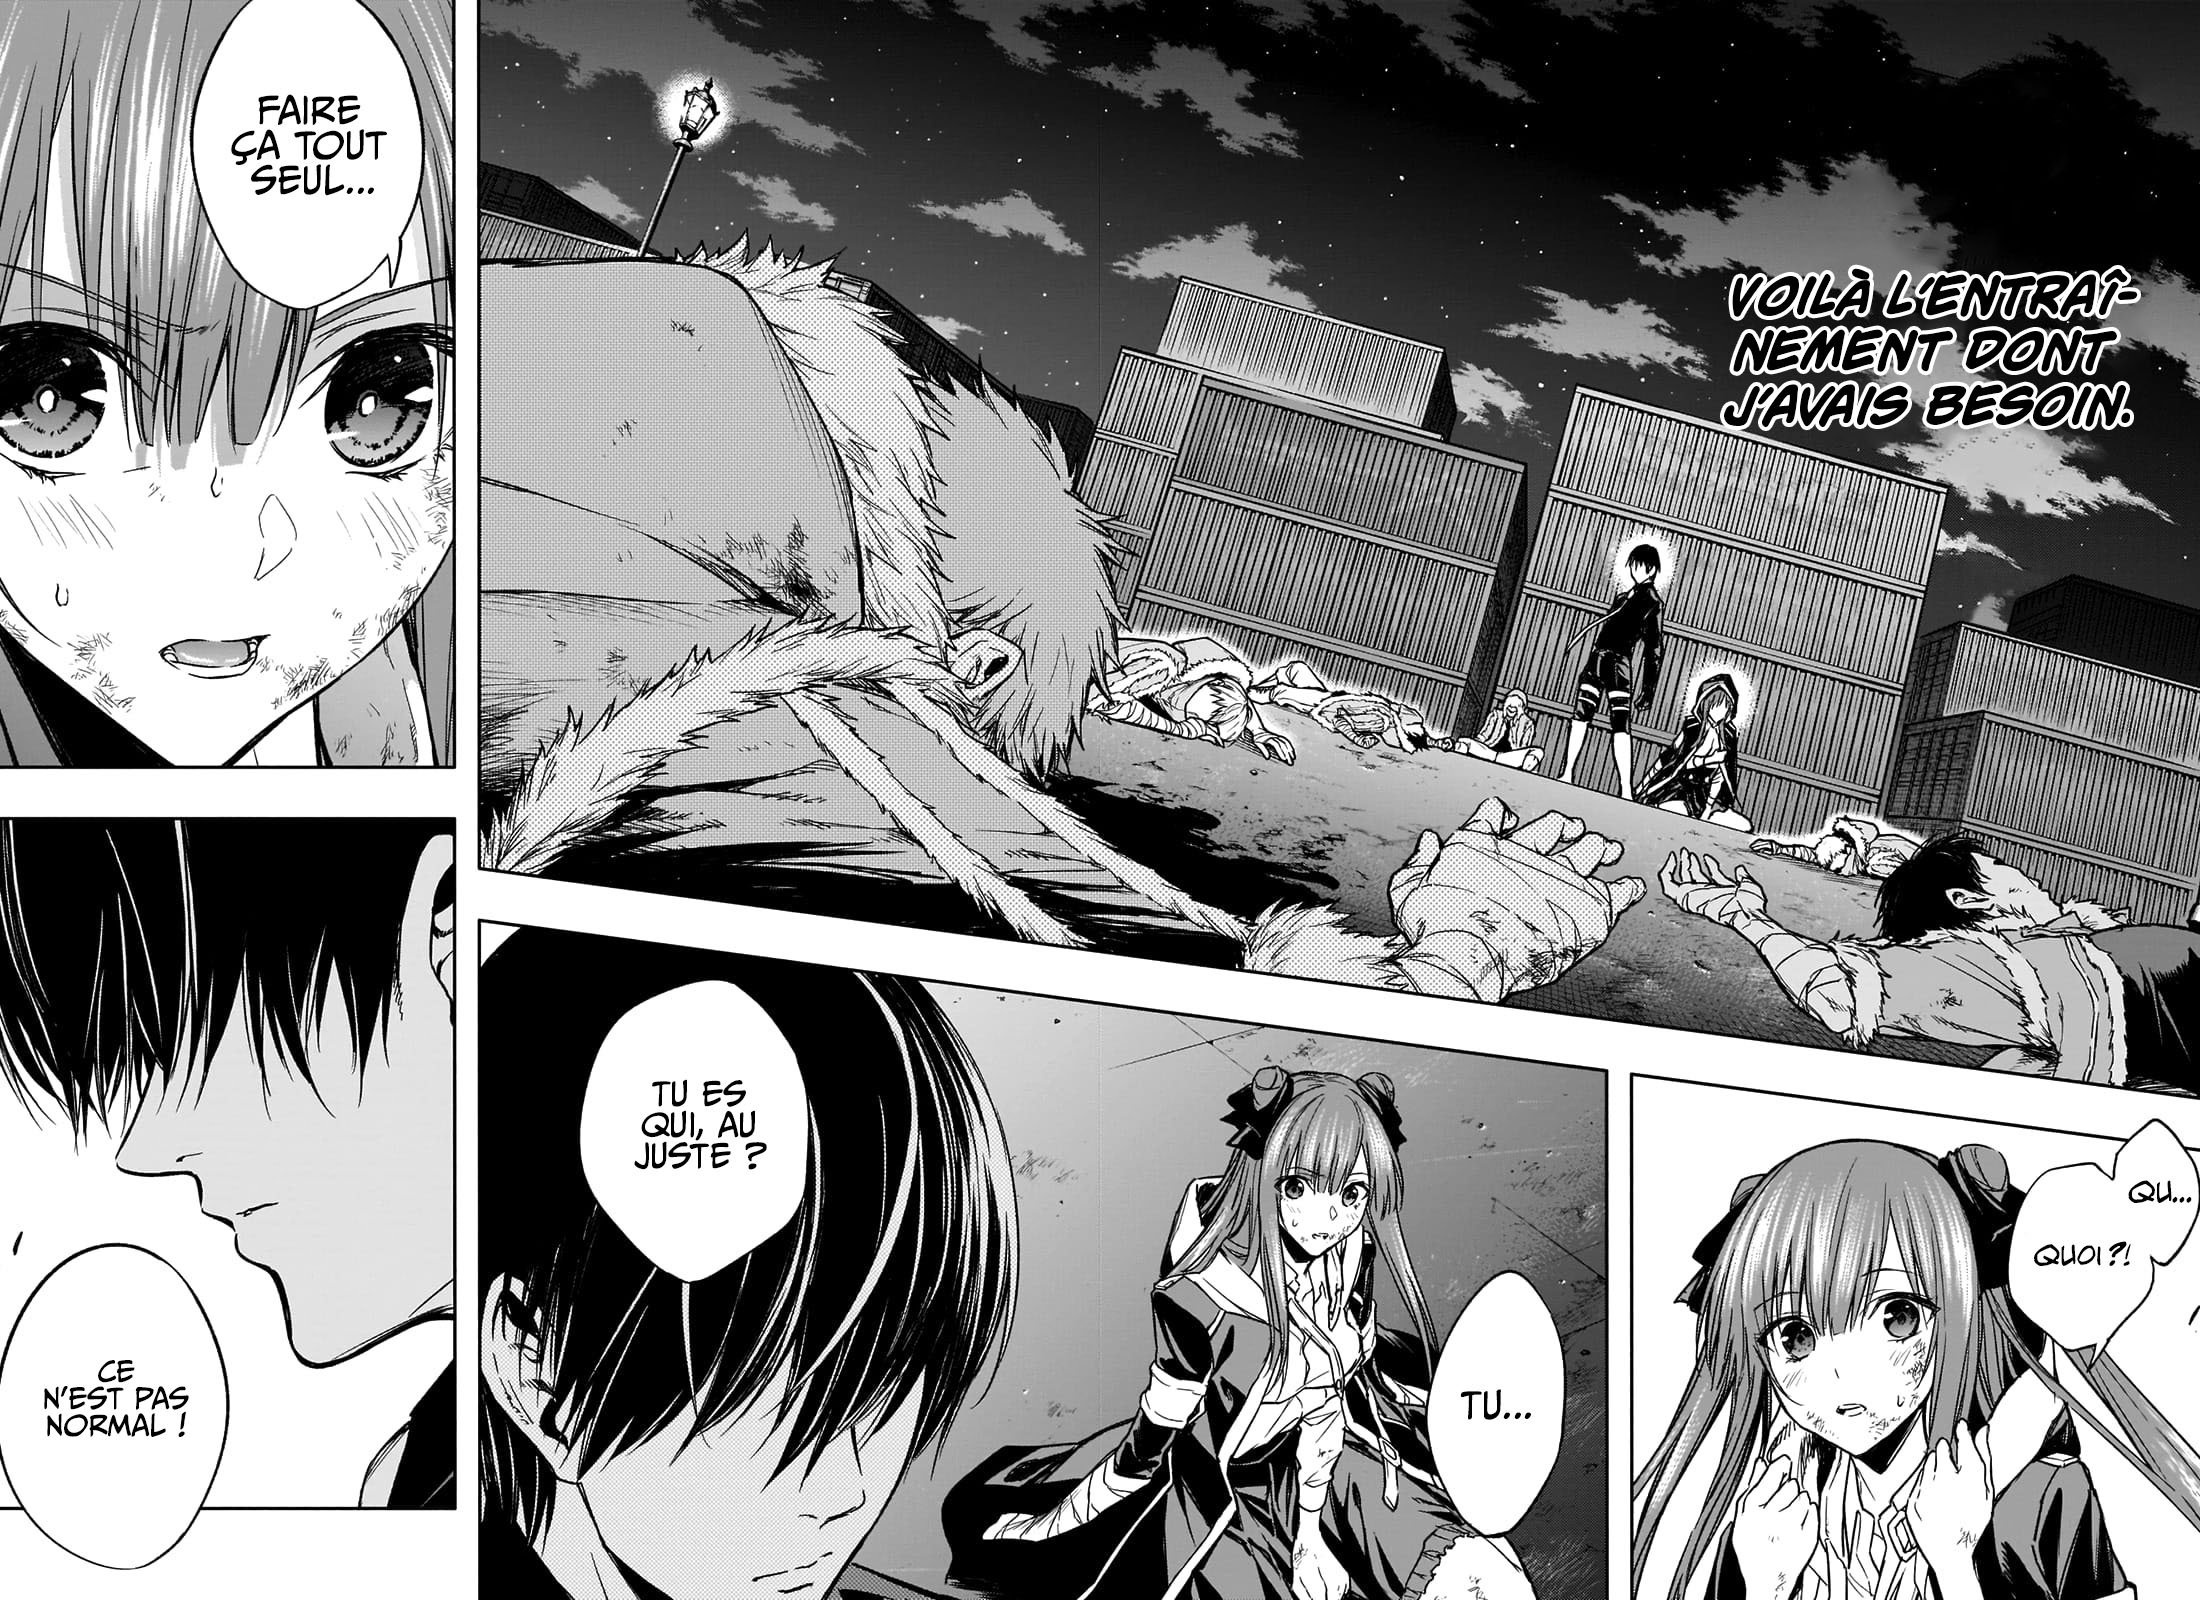 VOILÀ L'ENTRAÎ-
NEMENT DONT
J'AVAIS BESOIN.
QU...
QUOI ?!
TU...
TU ES
QUI, AU
JUSTE ?
FAIRE
ÇA TOUT
SEUL...
CE
N'EST PAS
NORMAL !